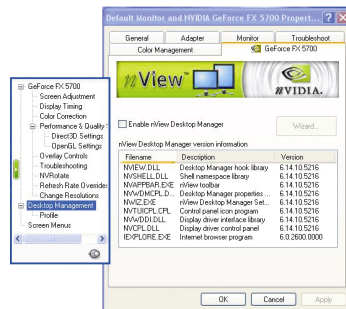 Default Monitor and NVIDIA GeForce FX 5700 Propert... ? X
General Adapter Monitor Troubleshoot
Color Management GeForce FX 5700
nView™
NVIDIA.
Enable nView Desktop Manager
Wizard...
nView Desktop Manager version information
Filename Description Version
NVIEW.DLL Desktop Manager hook library 6.14.10.5216
NVSHELL.DLL Shell namespace library 6.14.10.5216
NVAPPBAR.EXE nView toolbar 6.14.10.5216
NVWDMCPL.D... Desktop Manager properties ... 6.14.10.5216
NWIZ.EXE nView Desktop Manager Set... 6.14.10.5216
NVTUICPL.CPL Control panel icon program 6.14.10.5216
NVWDDI.DLL Display driver interface library 6.14.10.5216
NVCPL.DLL Display driver control panel 6.14.10.5216
IEXPLORE.EXE Internet browser program 6.0.2600.0000
OK Cancel Apply
GeForce FX 5700
Screen Adjustment
Display Timing
Color Correction
Performance & Quality S
Direct3D Settings
OpenGL Settings
Overlay Controls
Troubleshooting
NVRotate
Refresh Rate Overrides
Change Resolutions
Desktop Management
Profile
Screen Menus